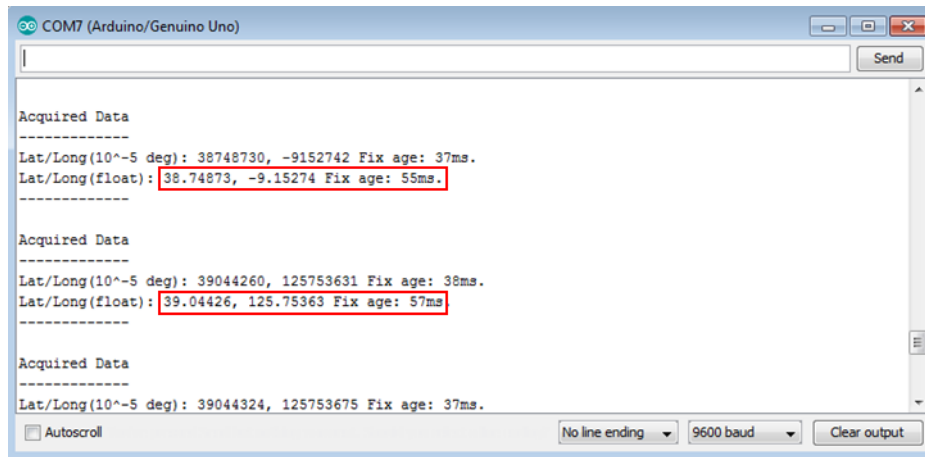 COM7 (Arduino/Genuino Uno)
Send
Acquired Data
-------------
Lat/Long(10^-5 deg): 38748730, -9152742 Fix age: 37ms.
Lat/Long(float): 38.74873, -9.15274 Fix age: 55ms.
-------------
Acquired Data
-------------
Lat/Long(10^-5 deg): 39044260, 125753631 Fix age: 38ms.
Lat/Long(float): 39.04426, 125.75363 Fix age: 57ms.
-------------
Acquired Data
-------------
Lat/Long(10^-5 deg): 39044324, 125753675 Fix age: 37ms.
Autoscroll No line ending 9600 baud Clear output